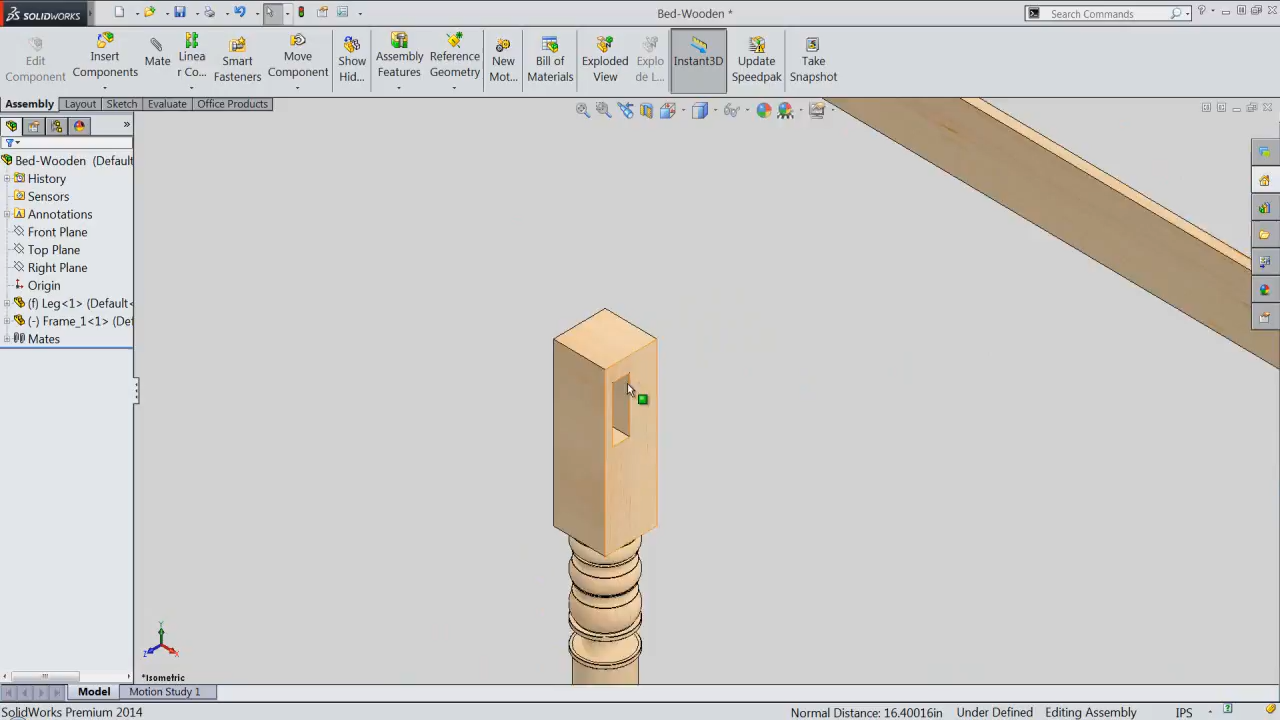 SOLIDWORKS
Bed-Wooden *
Search Commands
Edit Component
Insert Components
Mate
Linea r Co...
Smart Fasteners
Move Component
Show Hid...
Assembly Features
Reference Geometry
New Mot...
Bill of Materials
Exploded View
Explo de L...
Instant3D
Update Speedpak
Take Snapshot
Assembly
Layout
Sketch
Evaluate
Office Products
Bed-Wooden (Default
History
Sensors
Annotations
Front Plane
Top Plane
Right Plane
Origin
(f) Leg<1> (Default<
(-) Frame_1<1> (Def
Mates
Y
Z
X
*Isometric
Model
Motion Study 1
SolidWorks Premium 2014
Normal Distance: 16.40016in
Under Defined
Editing Assembly
IPS